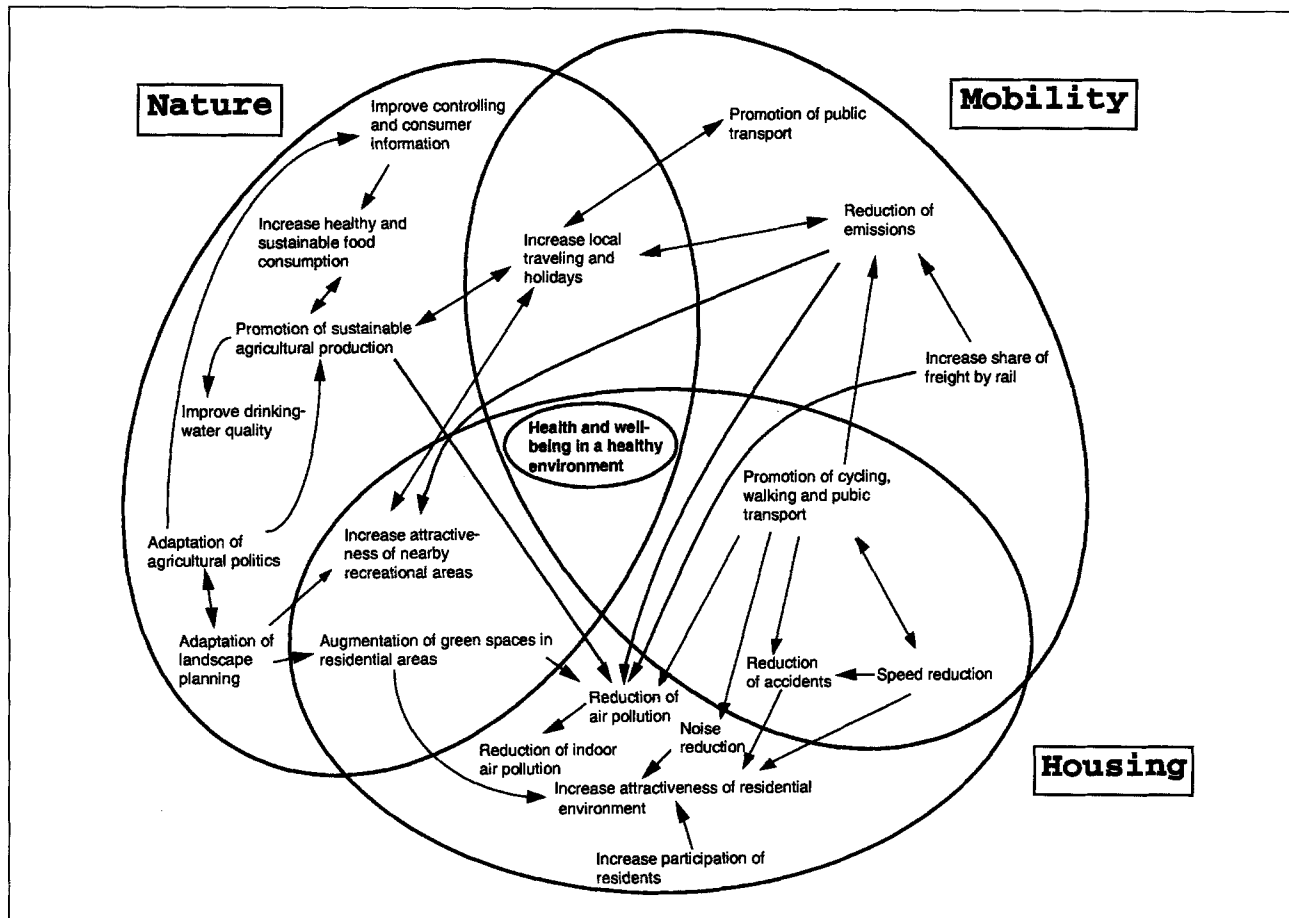 Nature
Mobility
Improve controlling
and consumer
information
Promotion of public
transport
Increase healthy and
sustainable food
consumption
Increase local
traveling and
holidays
Reduction of
emissions
Promotion of sustainable
agricultural production
Increase share of
freight by rail
Improve drinking-
water quality
Health and well-
being in a healthy
environment
Promotion of cycling,
walking and pubic
transport
Adaptation of
agricultural politics
Increase attractive-
ness of nearby
recreational areas
Adaptation of
landscape
planning
Augmentation of green spaces in
residential areas
Reduction
of accidents
Speed reduction
Reduction of
air pollution
Noise
reduction
Reduction of indoor
air pollution
Housing
Increase attractiveness of residential
environment
Increase participation of
residents